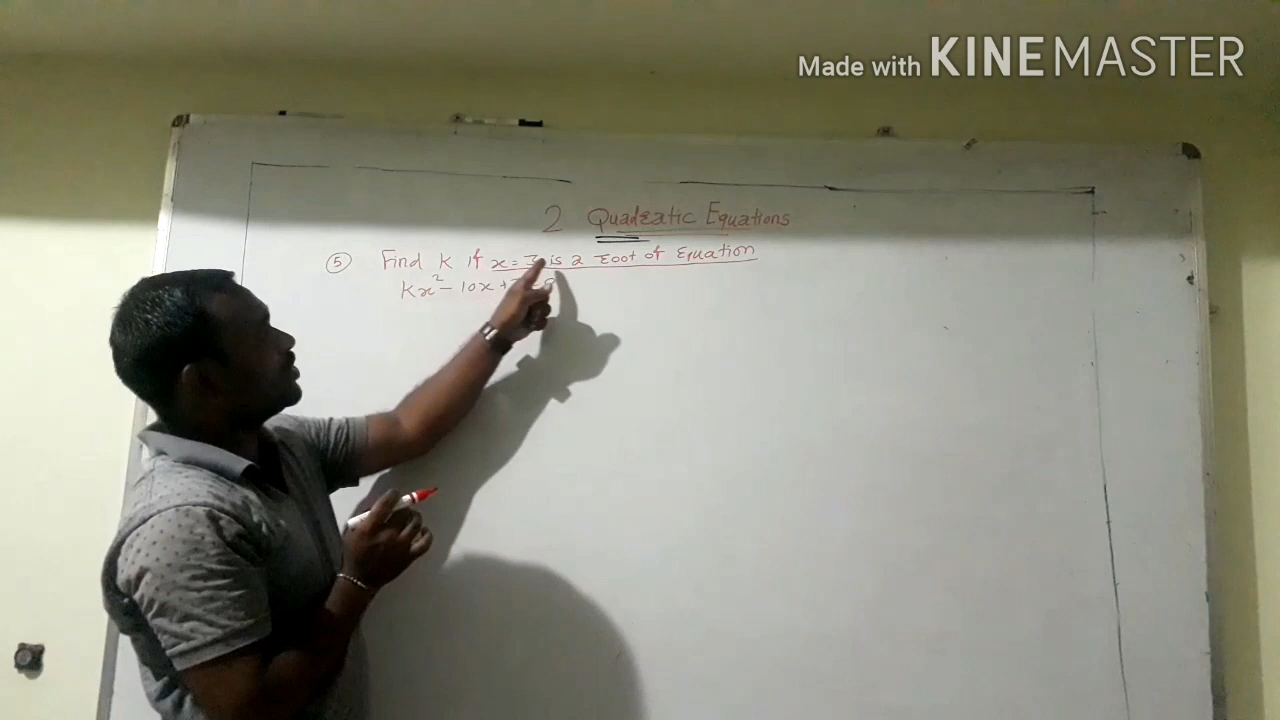 Made with KINEMASTER
2 Quadratic Equations
⑤ Find K if x = 3 is a root of Equation
Kx² - 10x +